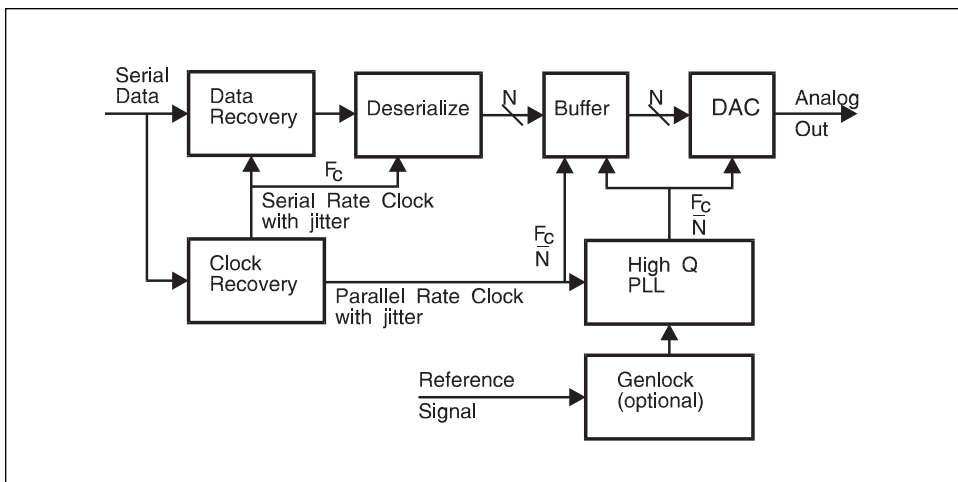 Serial
Data
Data
Recovery
Deserialize
N
Buffer
N
DAC
Analog
Out
Fc
Serial Rate Clock
with jitter
Fc
N
Fc
N
Clock
Recovery
Parallel Rate Clock
with jitter
High Q
PLL
Reference
Signal
Genlock
(optional)